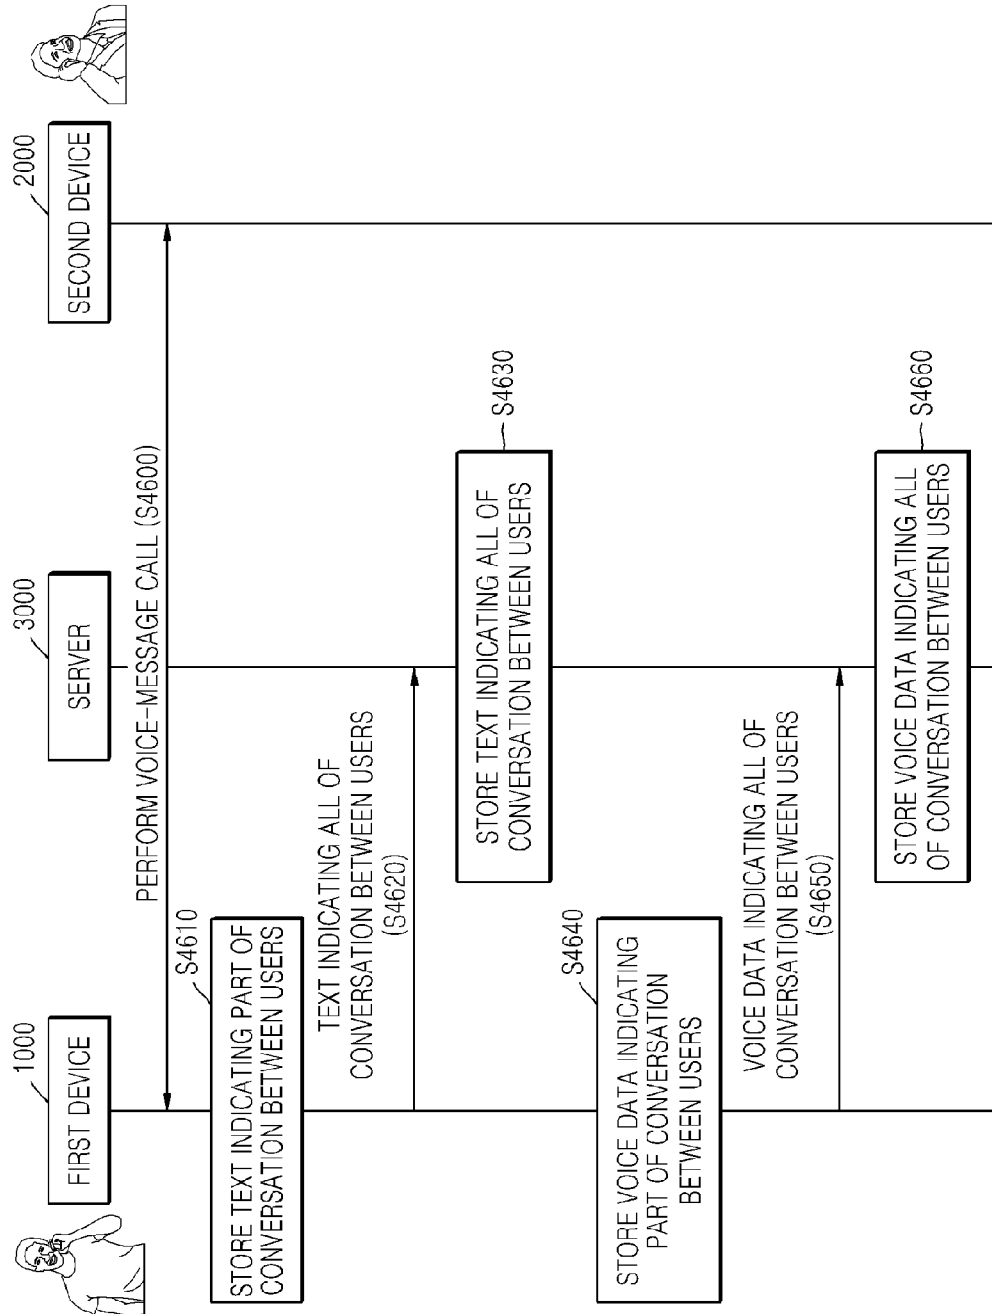 1000
FIRST DEVICE
3000
SERVER
2000
SECOND DEVICE
PERFORM VOICE-MESSAGE CALL (S4600)
S4610
STORE TEXT INDICATING PART OF
CONVERSATION BETWEEN USERS
TEXT INDICATING ALL OF
CONVERSATION BETWEEN USERS
(S4620)
S4630
STORE TEXT INDICATING ALL OF
CONVERSATION BETWEEN USERS
S4640
STORE VOICE DATA INDICATING
PART OF CONVERSATION
BETWEEN USERS
VOICE DATA INDICATING ALL OF
CONVERSATION BETWEEN USERS
(S4650)
S4660
STORE VOICE DATA INDICATING ALL
OF CONVERSATION BETWEEN USERS